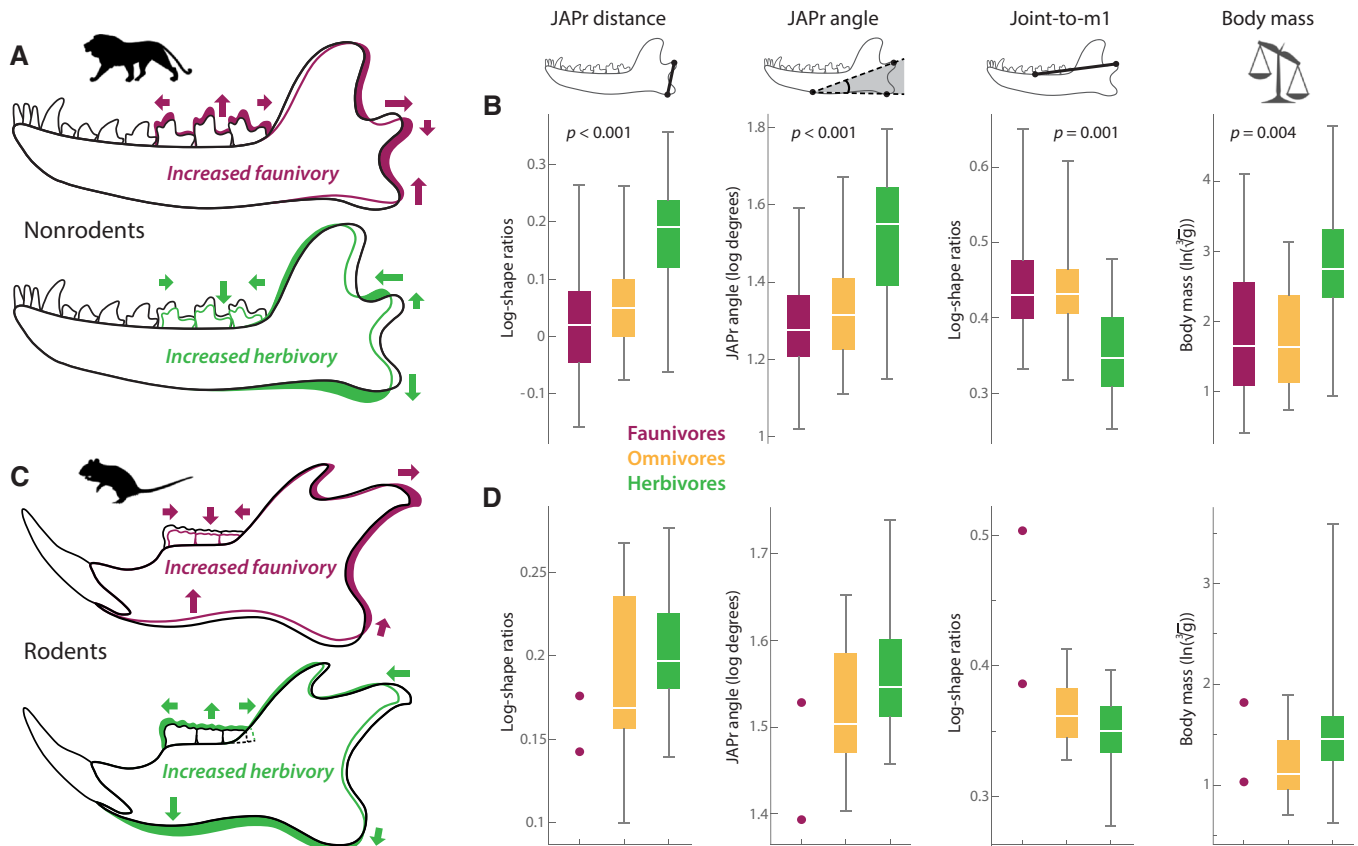 JAPr distance
JAPr angle
Joint-to-m1
Body mass
A
Increased faunivory
Nonrodents
Increased herbivory
B
p < 0.001
Log-shape ratios
0.3
0.2
0.1
0
-0.1
p < 0.001
JAPr angle (log degrees)
1.8
1.6
1.4
1.2
1
p = 0.001
Log-shape ratios
0.6
0.5
0.4
0.3
p = 0.004
Body mass (ln(∛g))
4
3
2
1
Faunivores
Omnivores
Herbivores
C
Increased faunivory
Rodents
Increased herbivory
D
Log-shape ratios
0.25
0.2
0.15
0.1
JAPr angle (log degrees)
1.7
1.6
1.5
1.4
Log-shape ratios
0.5
0.4
0.3
Body mass (ln(∛g))
3
2
1